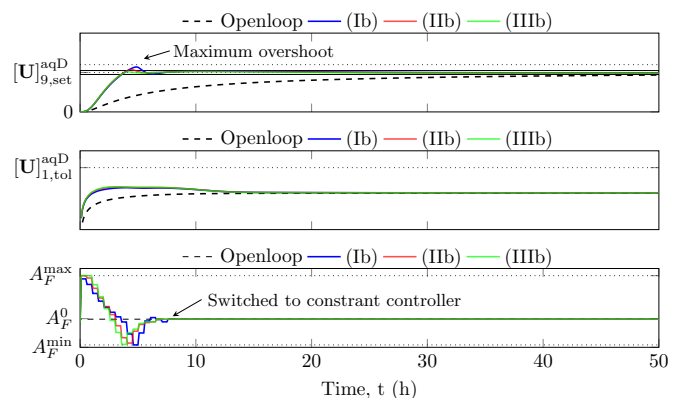 Openloop (Ib) (IIb) (IIIb)
Maximum overshoot
[U]^{aqD}_{9,set}
0
Openloop (Ib) (IIb) (IIIb)
[U]^{aqD}_{1,tol}
Openloop (Ib) (IIb) (IIIb)
A_F^{max}
Switched to constrant controller
A_F^0
A_F^{min}
0 10 20 30 40 50
Time, t (h)